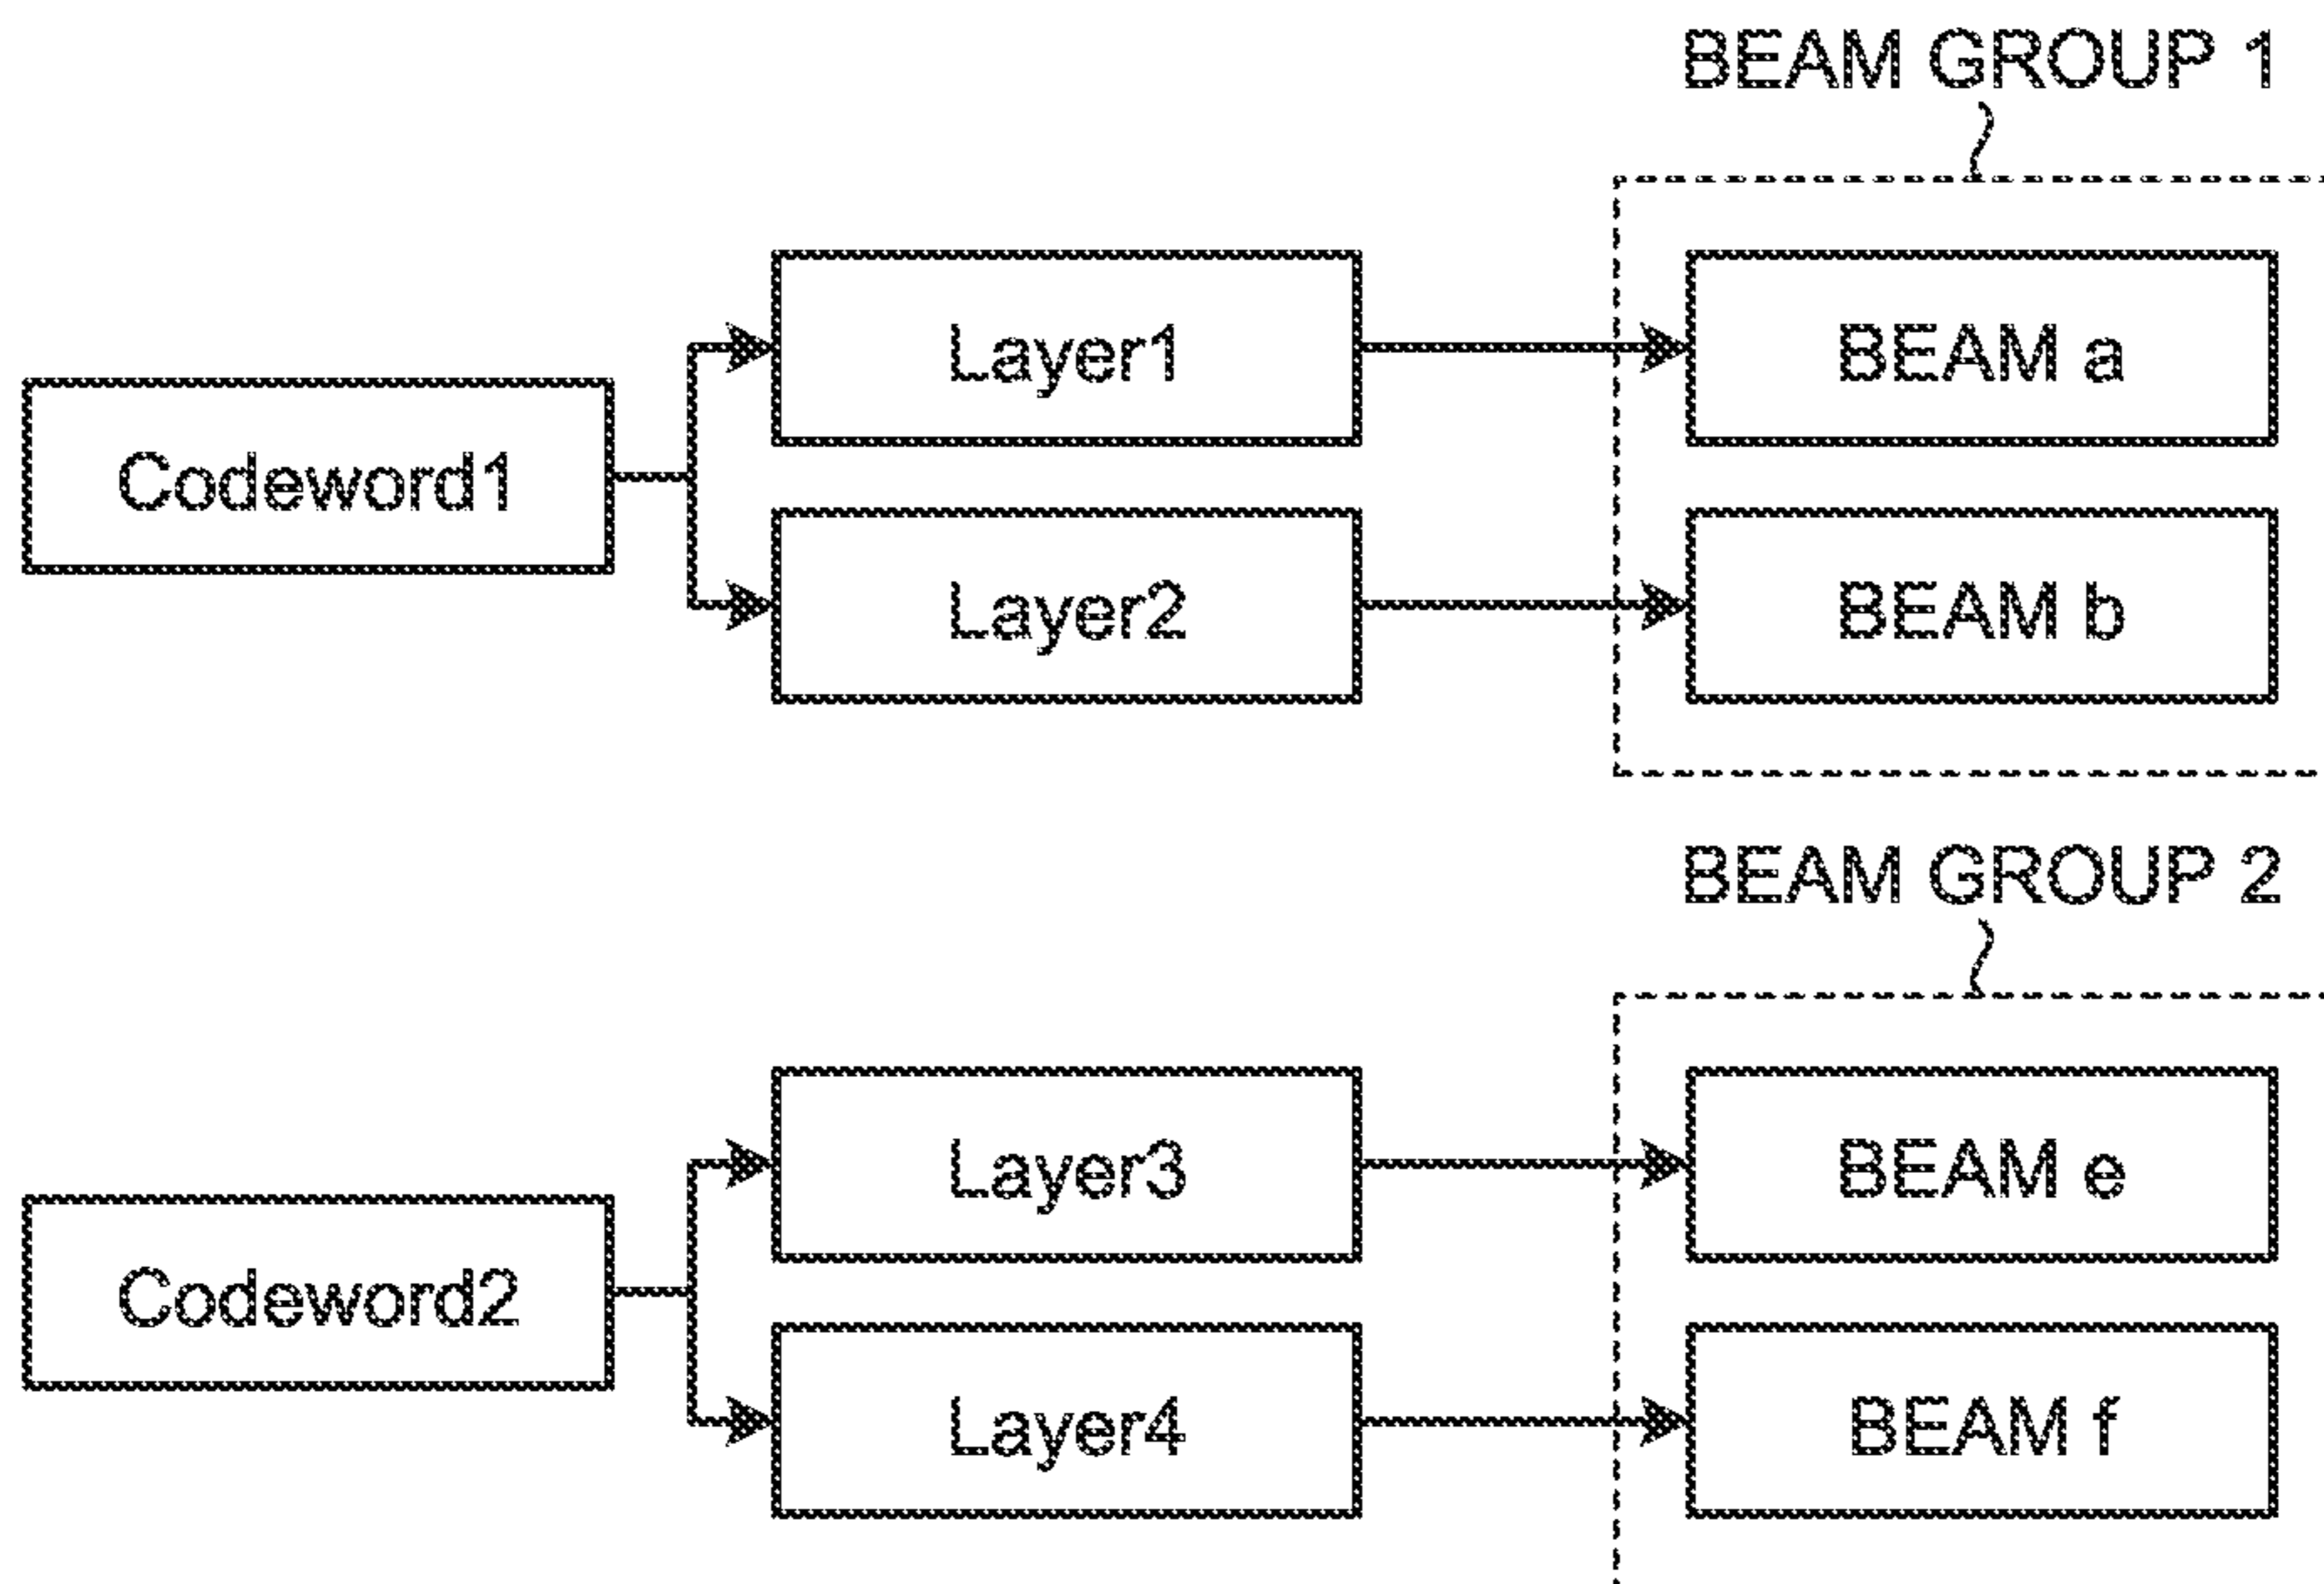 BEAM GROUP 1
Layer1
BEAM a
Codeword1
Layer2
BEAM b
BEAM GROUP 2
Layer3
BEAM e
Codeword2
Layer4
BEAM f